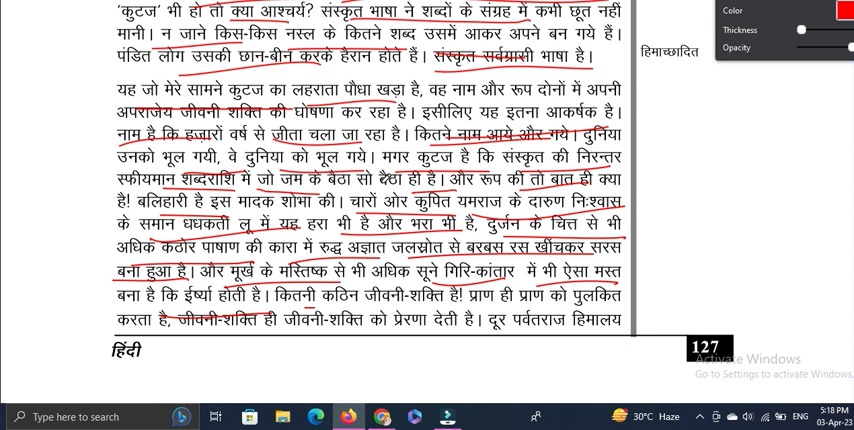 'कुटज' भी हो तो क्या आश्चर्य? संस्कृत भाषा ने शब्दों के संग्रह में कभी छूत नहीं
मानी। न जाने किस-किस नस्ल के कितने शब्द उसमें आकर अपने बन गये हैं।
पंडित लोग उसकी छान-बीन करके हैरान होते हैं। संस्कृत सर्वग्रासी भाषा है।
यह जो मेरे सामने कुटज का लहराता पौधा खड़ा है, वह नाम और रूप दोनों में अपनी
अपराजेय जीवनी शक्ति की घोषणा कर रहा है। इसीलिए यह इतना आकर्षक है।
नाम है कि हज़ारों वर्ष से जीता चला जा रहा है। कितने नाम आये और गये। दुनिया
उनको भूल गयी, वे दुनिया को भूल गये। मगर कुटज है कि संस्कृत की निरन्तर
स्फीयमान शब्दराशि में जो जम के बैठा सो बैठा ही है। और रूप की तो बात ही क्या
है! बलिहारी है इस मादक शोभा की। चारों ओर कुपित यमराज के दारुण निःश्वास
के समान धधकती लू में यह हरा भी है और भरा भी है, दुर्जन के चित्त से भी
अधिक कठोर पाषाण की कारा में रुद्ध अज्ञात जलस्रोत से बरबस रस खींचकर सरस
बना हुआ है। और मूर्ख के मस्तिष्क से भी अधिक सूने गिरि-कांतार में भी ऐसा मस्त
बना है कि ईर्ष्या होती है। कितनी कठिन जीवनी-शक्ति है! प्राण ही प्राण को पुलकित
करता है, जीवनी-शक्ति ही जीवनी-शक्ति को प्रेरणा देती है। दूर पर्वतराज हिमालय
हिमाच्छादित
Color
Thickness
Opacity
हिंदी
127
Activate Windows
Go to Settings to activate Windows.
Type here to search
30°C Haze
ENG
5:18 PM
03-Apr-23